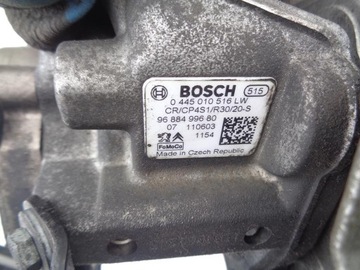 BOSCH 515
0 445 010 516 LW
CR/CP4S1/R30/20-S
96 884 996 80
07 110603
1154
FoMoCo
Made in Czech Republic